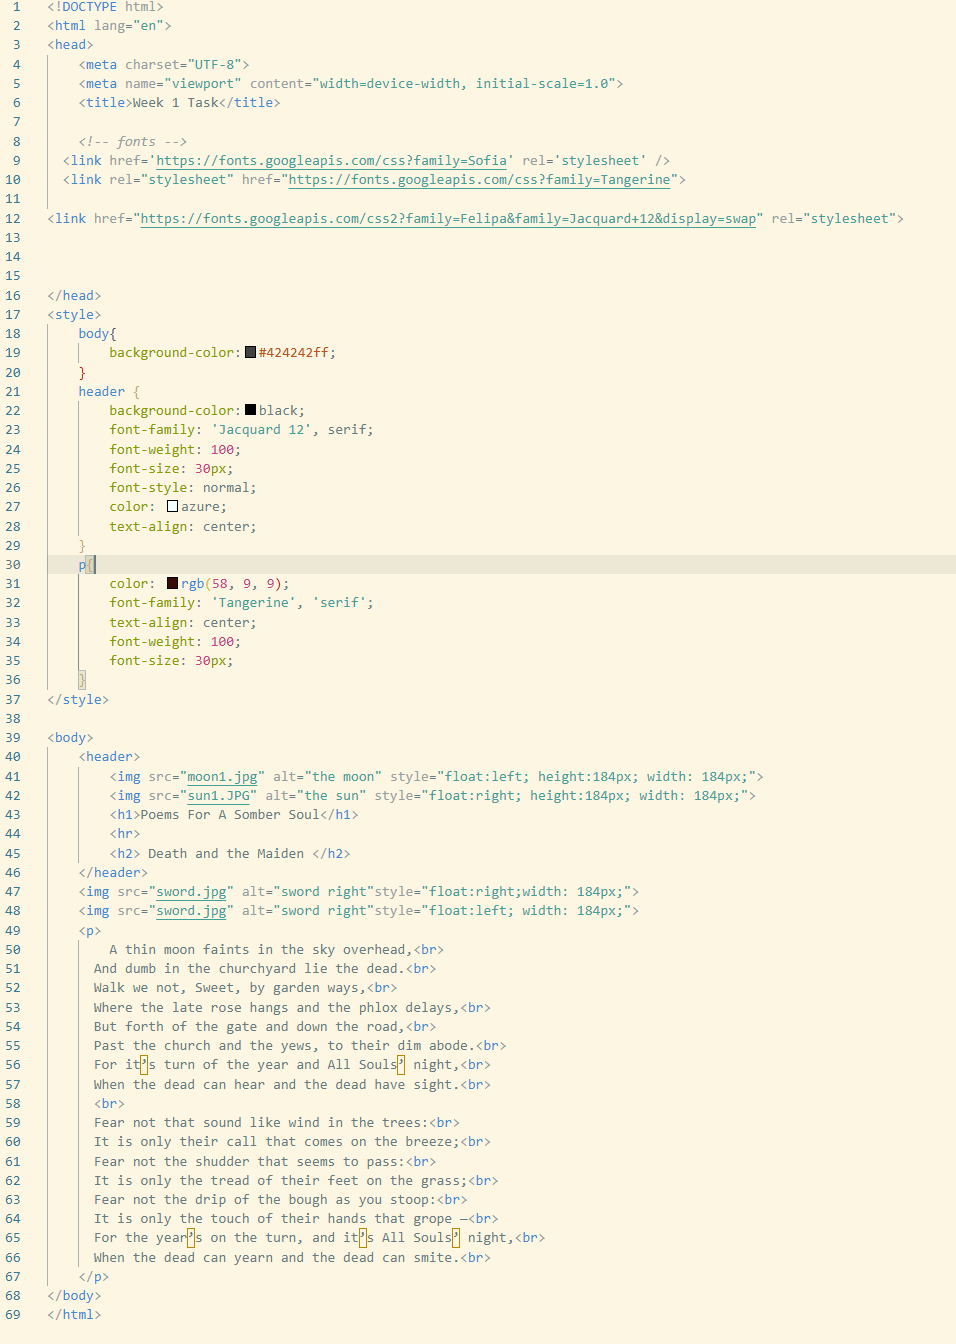 1 <!DOCTYPE html>
2 <html lang="en">
3 <head>
4     <meta charset="UTF-8">
5     <meta name="viewport" content="width=device-width, initial-scale=1.0">
6     <title>Week 1 Task</title>
7
8     <!-- fonts -->
9   <link href='https://fonts.googleapis.com/css?family=Sofia' rel='stylesheet' />
10   <link rel="stylesheet" href="https://fonts.googleapis.com/css?family=Tangerine">
11
12 <link href="https://fonts.googleapis.com/css2?family=Felipa&family=Jacquard+12&display=swap" rel="stylesheet">
13
14
15
16 </head>
17 <style>
18     body{
19         background-color: #424242ff;
20     }
21     header {
22         background-color: black;
23         font-family: 'Jacquard 12', serif;
24         font-weight: 100;
25         font-size: 30px;
26         font-style: normal;
27         color: azure;
28         text-align: center;
29     }
30     p{
31         color: rgb(58, 9, 9);
32         font-family: 'Tangerine', 'serif';
33         text-align: center;
34         font-weight: 100;
35         font-size: 30px;
36     }
37 </style>
38
39 <body>
40     <header>
41         <img src="moon1.jpg" alt="the moon" style="float:left; height:184px; width: 184px;">
42         <img src="sun1.JPG" alt="the sun" style="float:right; height:184px; width: 184px;">
43         <h1>Poems For A Somber Soul</h1>
44         <hr>
45         <h2> Death and the Maiden </h2>
46     </header>
47     <img src="sword.jpg" alt="sword right"style="float:right;width: 184px;">
48     <img src="sword.jpg" alt="sword right"style="float:left; width: 184px;">
49     <p>
50         A thin moon faints in the sky overhead,<br>
51       And dumb in the churchyard lie the dead.<br>
52       Walk we not, Sweet, by garden ways,<br>
53       Where the late rose hangs and the phlox delays,<br>
54       But forth of the gate and down the road,<br>
55       Past the church and the yews, to their dim abode.<br>
56       For it’s turn of the year and All Souls’ night,<br>
57       When the dead can hear and the dead have sight.<br>
58       <br>
59       Fear not that sound like wind in the trees:<br>
60       It is only their call that comes on the breeze;<br>
61       Fear not the shudder that seems to pass:<br>
62       It is only the tread of their feet on the grass;<br>
63       Fear not the drip of the bough as you stoop:<br>
64       It is only the touch of their hands that grope —<br>
65       For the year’s on the turn, and it’s All Souls’ night,<br>
66       When the dead can yearn and the dead can smite.<br>
67     </p>
68 </body>
69 </html>